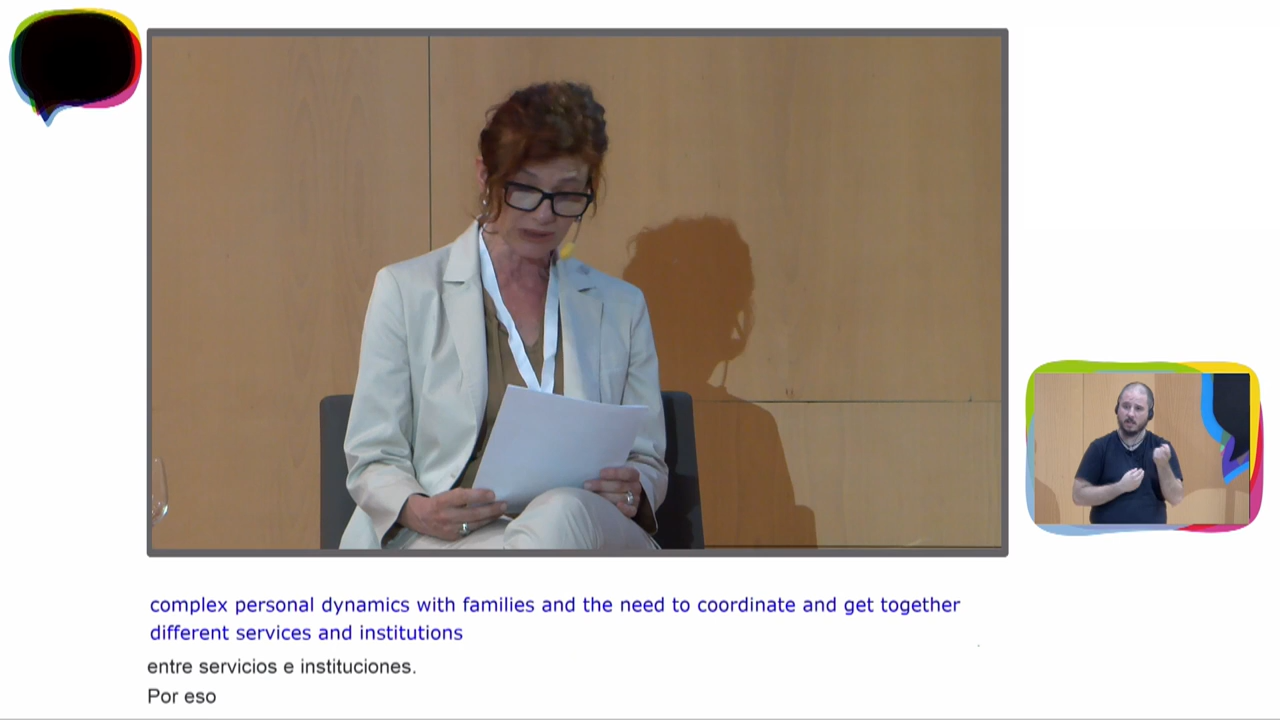 complex personal dynamics with families and the need to coordinate and get together
different services and institutions
entre servicios e instituciones.
Por eso